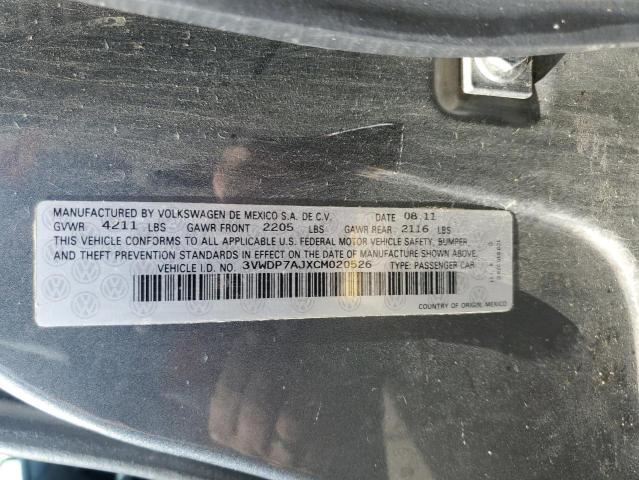 MANUFACTURED BY VOLKSWAGEN DE MEXICO S.A. DE C.V. DATE 08.11
GVWR 4211 LBS GAWR FRONT 2205 LBS GAWR REAR 2116 LBS
THIS VEHICLE CONFORMS TO ALL APPLICABLE U.S. FEDERAL MOTOR VEHICLE SAFETY, BUMPER,
AND THEFT PREVENTION STANDARDS IN EFFECT ON THE DATE OF MANUFACTURE SHOWN ABOVE.
VEHICLE I.D. NO. 3VWDP7AJXCM020526 TYPE: PASSENGER CAR
COUNTRY OF ORIGIN: MEXICO